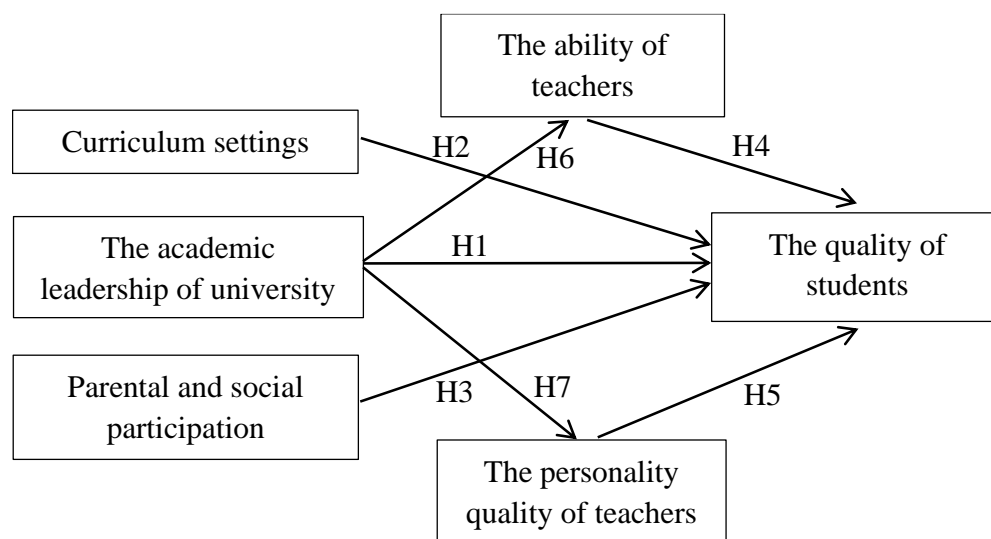 The ability of
teachers
Curriculum settings
H2
H6
H4
The academic
leadership of university
H1
The quality of
students
Parental and social
participation
H3
H7
H5
The personality
quality of teachers